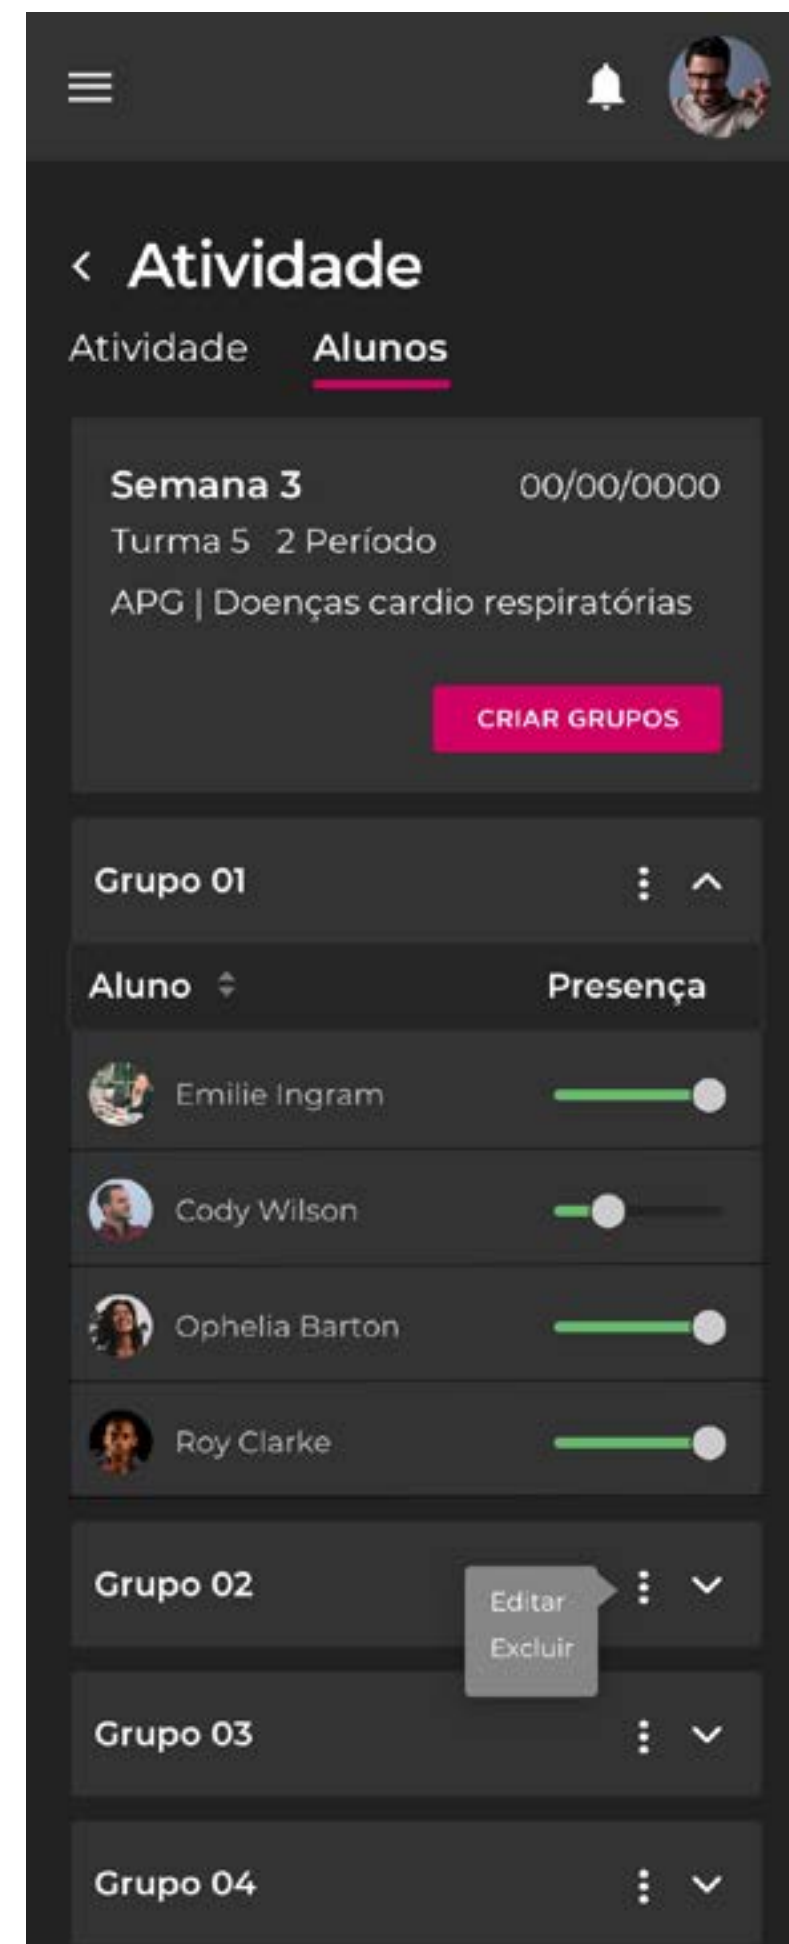 Atividade
Atividade Alunos
Semana 3 00/00/0000
Turma 5 2 Período
APG | Doenças cardio respiratórias
CRIAR GRUPOS
Grupo 01
Aluno Presença
Emilie Ingram
Cody Wilson
Ophelia Barton
Roy Clarke
Grupo 02
Editar
Excluir
Grupo 03
Grupo 04